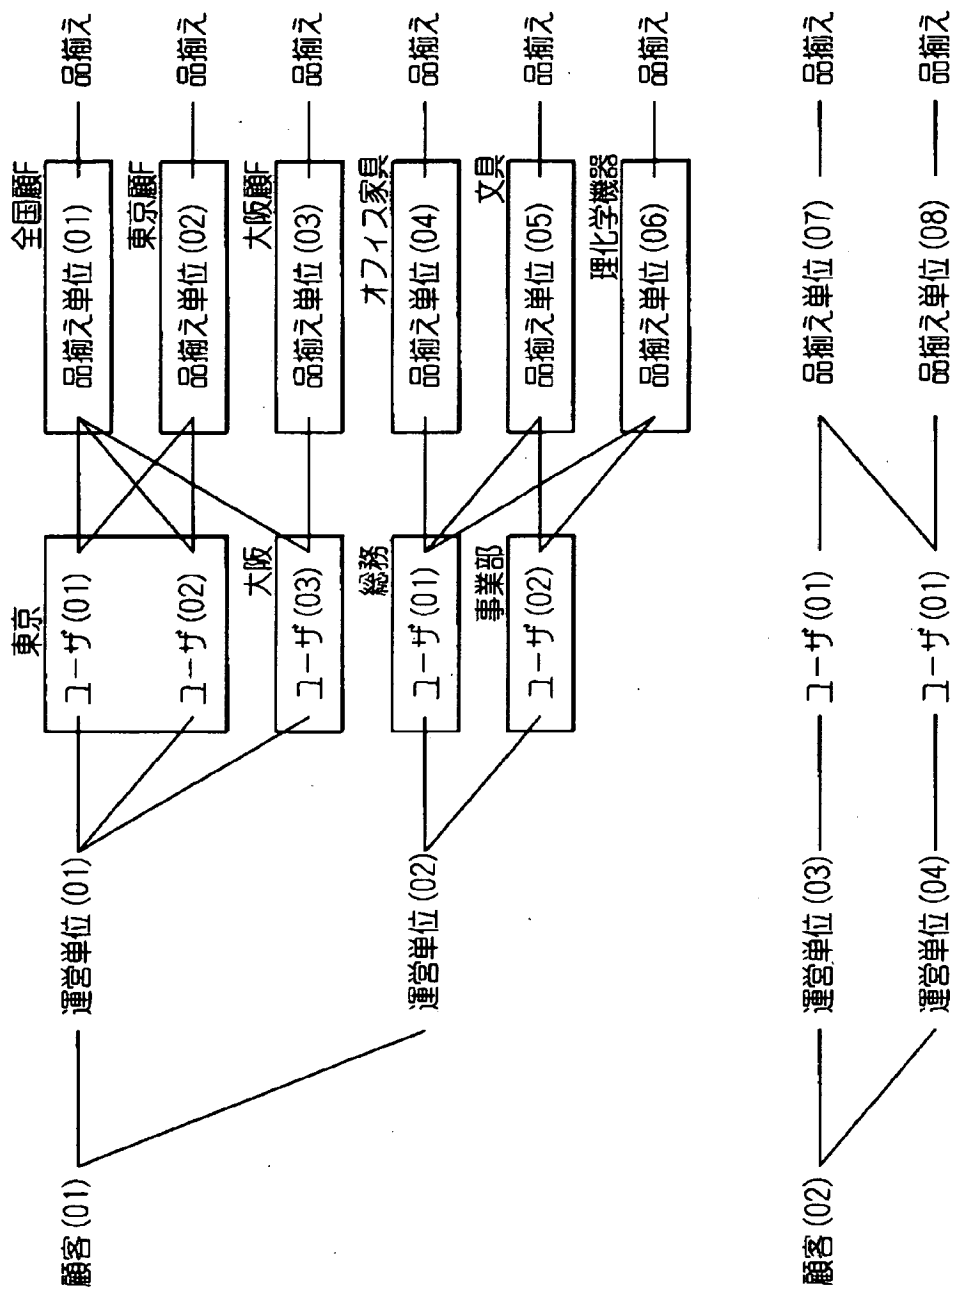 全国顧F
東京
顧客(01)
運営単位(01)
ユーザ(01)
品揃え単位(01)
品揃え
東京顧F
ユーザ(02)
品揃え単位(02)
品揃え
大阪
大阪顧F
ユーザ(03)
品揃え単位(03)
品揃え
総務
オフィス家具
運営単位(02)
ユーザ(01)
品揃え単位(04)
品揃え
事業部
文具
ユーザ(02)
品揃え単位(05)
品揃え
理化学機器
品揃え単位(06)
品揃え
顧客(02)
運営単位(03)
ユーザ(01)
品揃え単位(07)
品揃え
運営単位(04)
ユーザ(01)
品揃え単位(08)
品揃え